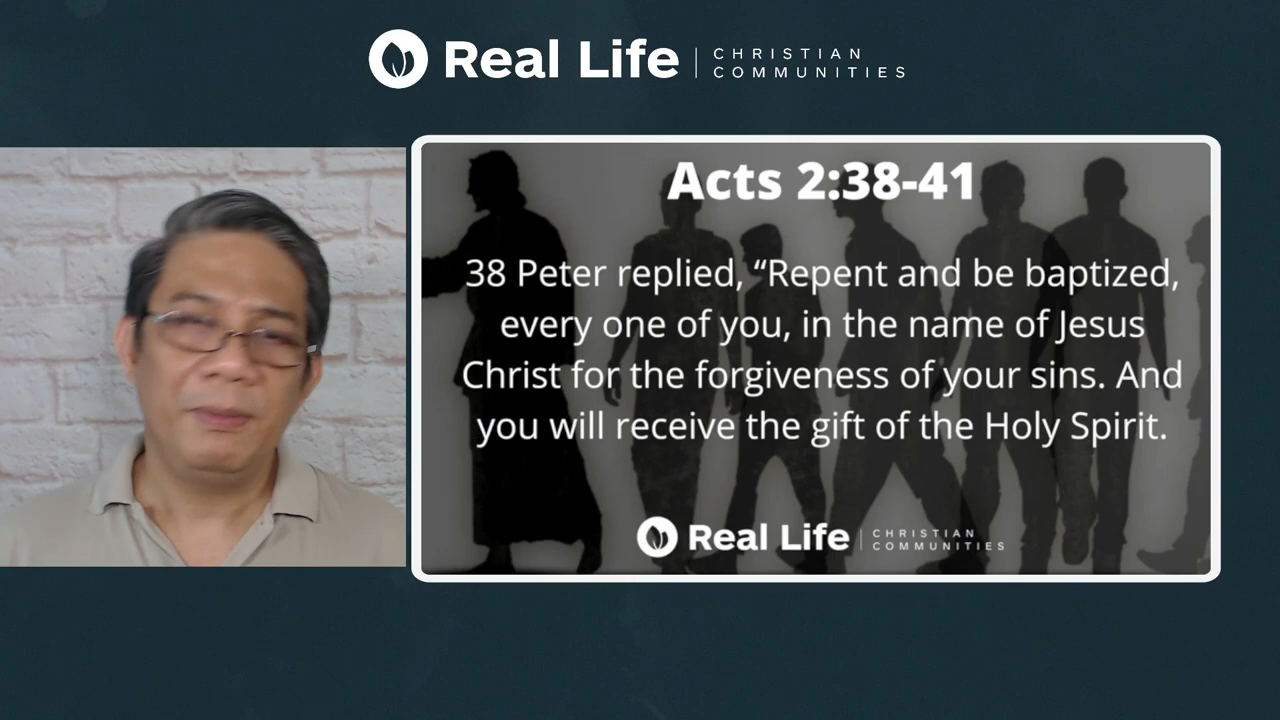 Real Life
CHRISTIAN
COMMUNITIES
Acts 2:38-41
38 Peter replied, “Repent and be baptized,
every one of you, in the name of Jesus
Christ for the forgiveness of your sins. And
you will receive the gift of the Holy Spirit.
Real Life
CHRISTIAN
COMMUNITIES